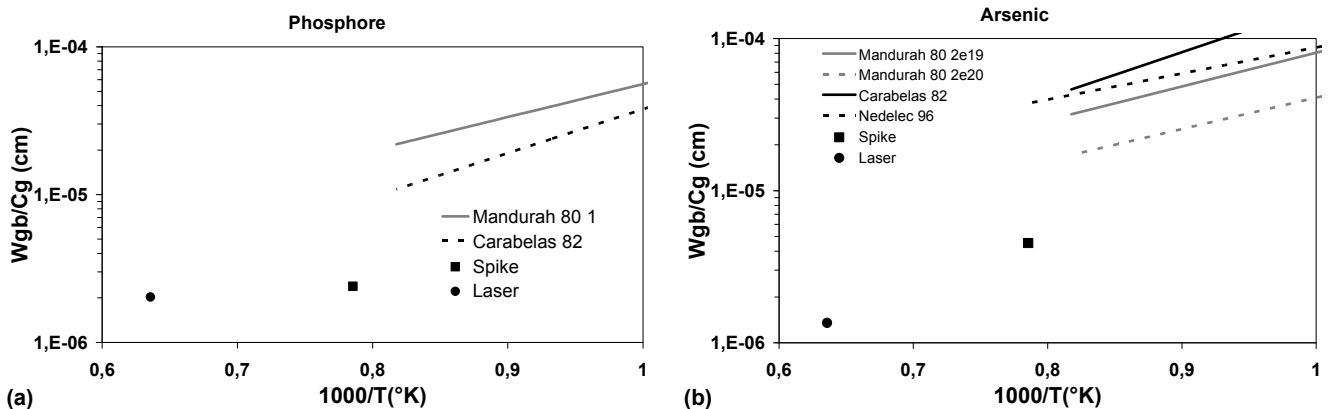 Phosphore
1,E-04
1,E-05
1,E-06
Wgb/Cg (cm)
Mandurah 80 1
Carabelas 82
Spike
Laser
0,6 0,7 0,8 0,9 1
1000/T(°K)
(a)
Arsenic
1,E-04
1,E-05
1,E-06
Wgb/Cg (cm)
Mandurah 80 2e19
Mandurah 80 2e20
Carabelas 82
Nedelec 96
Spike
Laser
0,6 0,7 0,8 0,9 1
1000/T(°K)
(b)